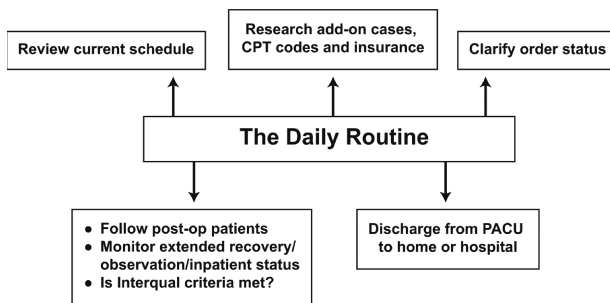 Review current schedule
Research add-on cases,
CPT codes and insurance
Clarify order status
The Daily Routine
● Follow post-op patients
● Monitor extended recovery/
observation/inpatient status
● Is Interqual criteria met?
Discharge from PACU
to home or hospital